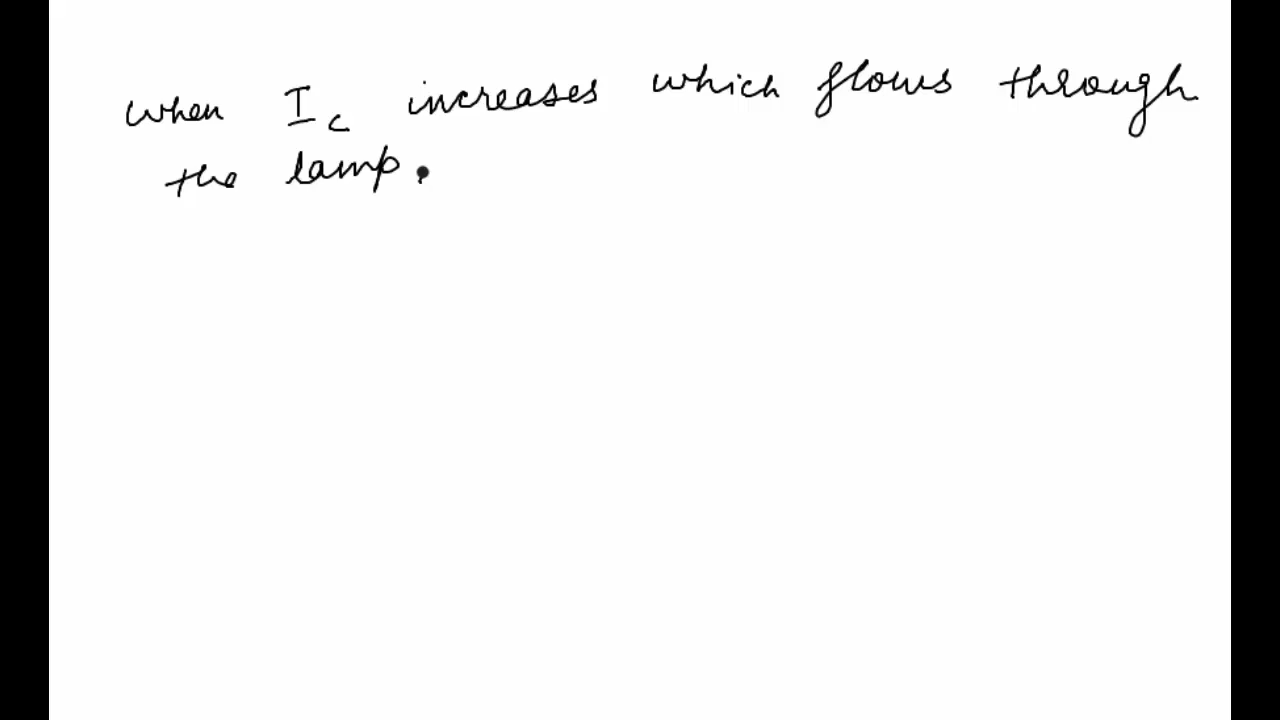 when I_c increases which flows through
the lamp.